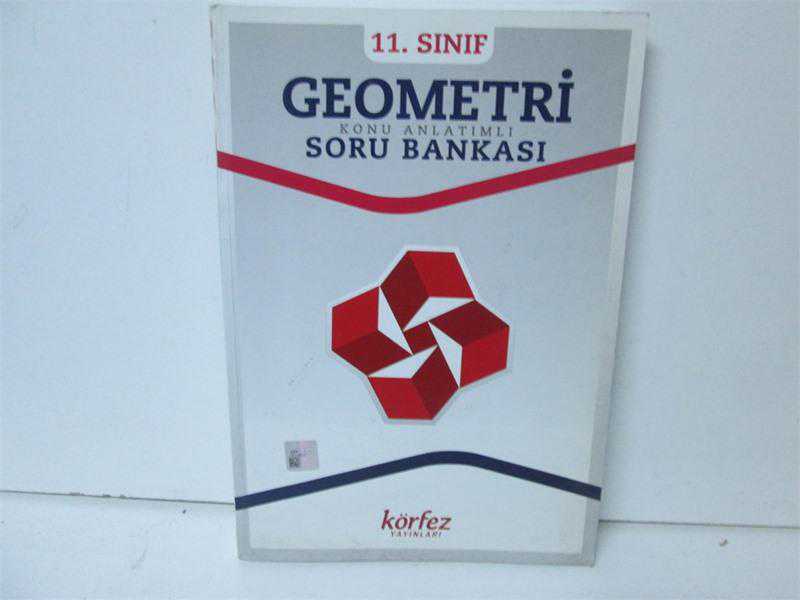 11. SINIF
GEOMETRİ
KONU ANLATIMLI
SORU BANKASI
körfez
YAYINLARI